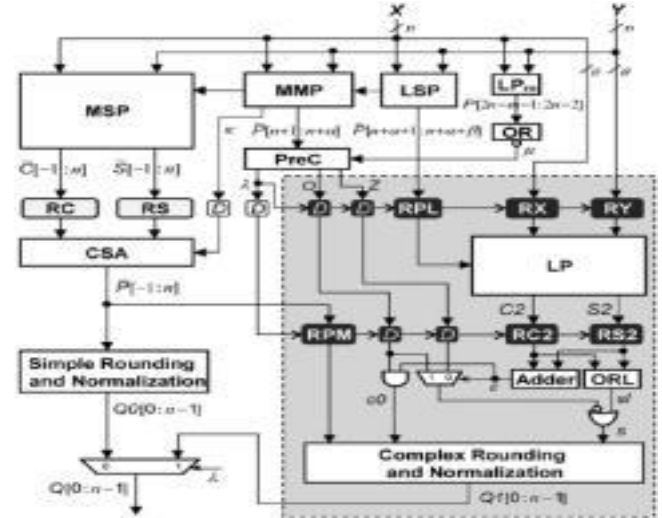 X
Y
n
n
MSP
MMP
LSP
LP
P[2n-m-1:2n-2]
OR
κ
P[n+1:n+α]
P[n+α+1:n+α+β]
PreC
μ
C[-1:n]
S[-1:n]
λ
O
Z
RC
RS
D
D
D
D
RPL
RX
RY
CSA
LP
P[-1:n]
C2
S2
RPM
D
D
RC2
RS2
Simple Rounding
and Normalization
1
0
Adder
ORL
c0
c
s
Q0[0:n-1]
Complex Rounding
and Normalization
0
1
λ
Q[0:n-1]
Q1[0:n-1]